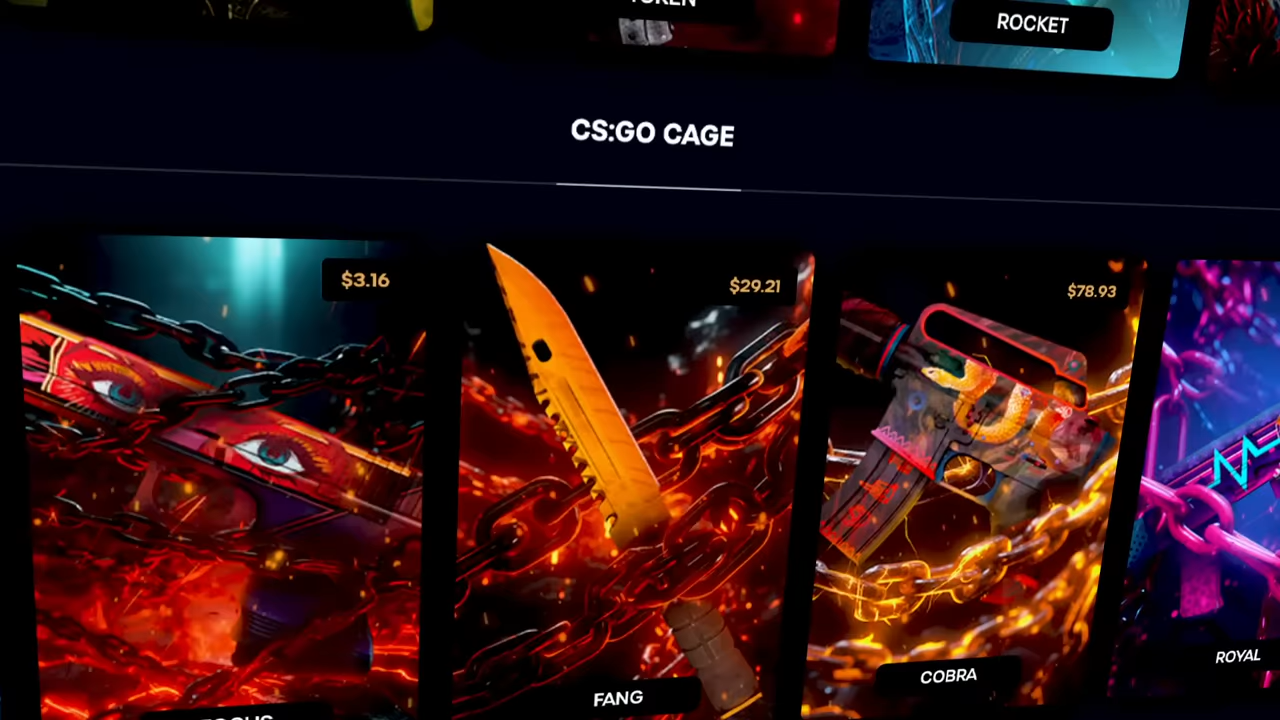 ROCKET
CS:GO CAGE
$3.16
$29.21
$78.93
FANG
COBRA
ROYAL